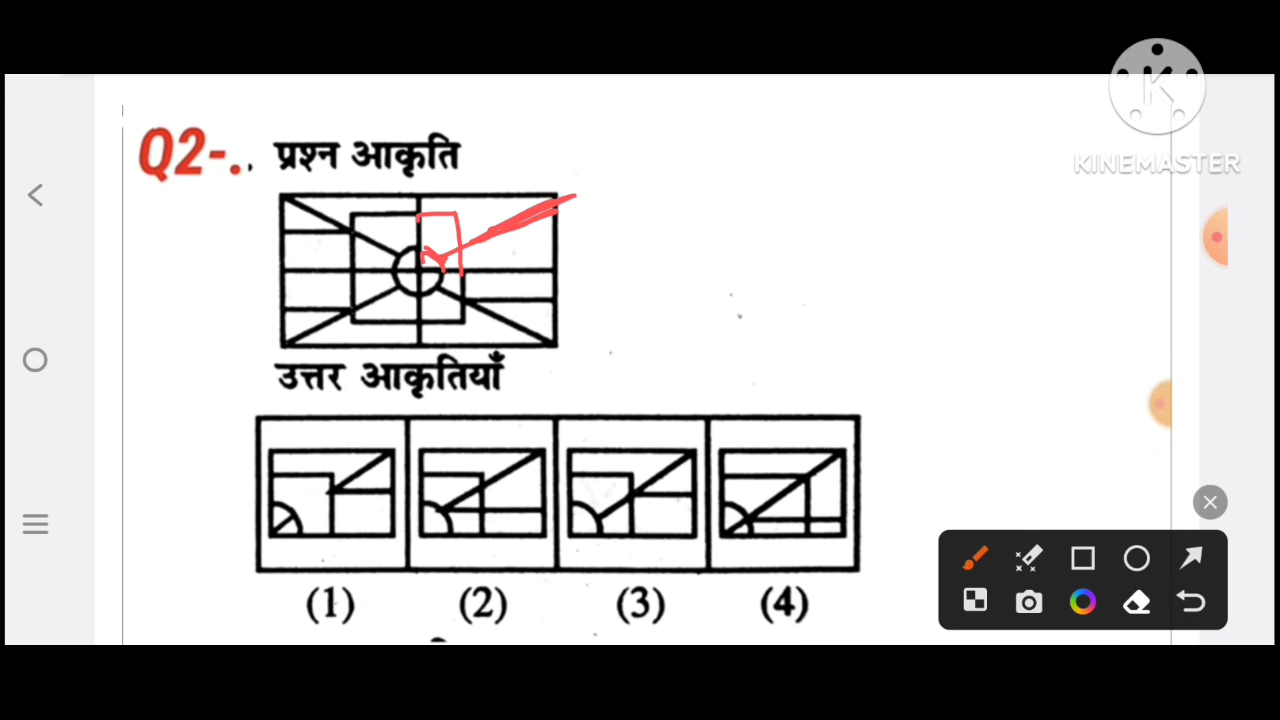 Q2-. प्रश्न आकृति
KINEMASTER
उत्तर आकृतियाँ
(1) (2) (3) (4)